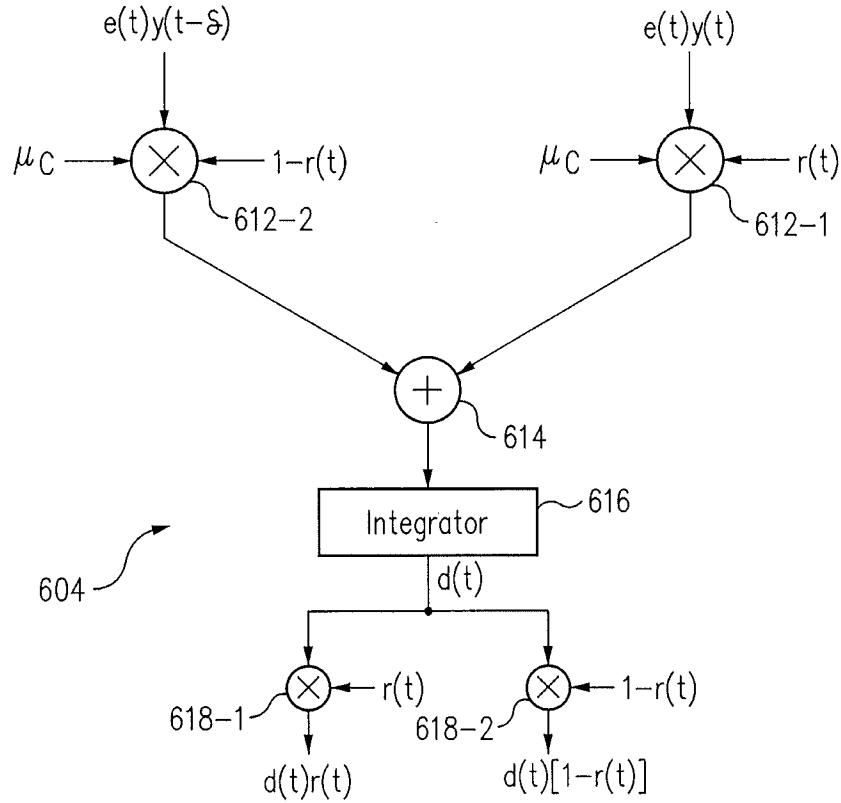 e(t)y(t−δ)
e(t)y(t)
μC
1−r(t)
μC
r(t)
612−2
612−1
+
614
Integrator
616
d(t)
604
r(t)
1−r(t)
618−1
618−2
d(t)r(t)
d(t)[1−r(t)]